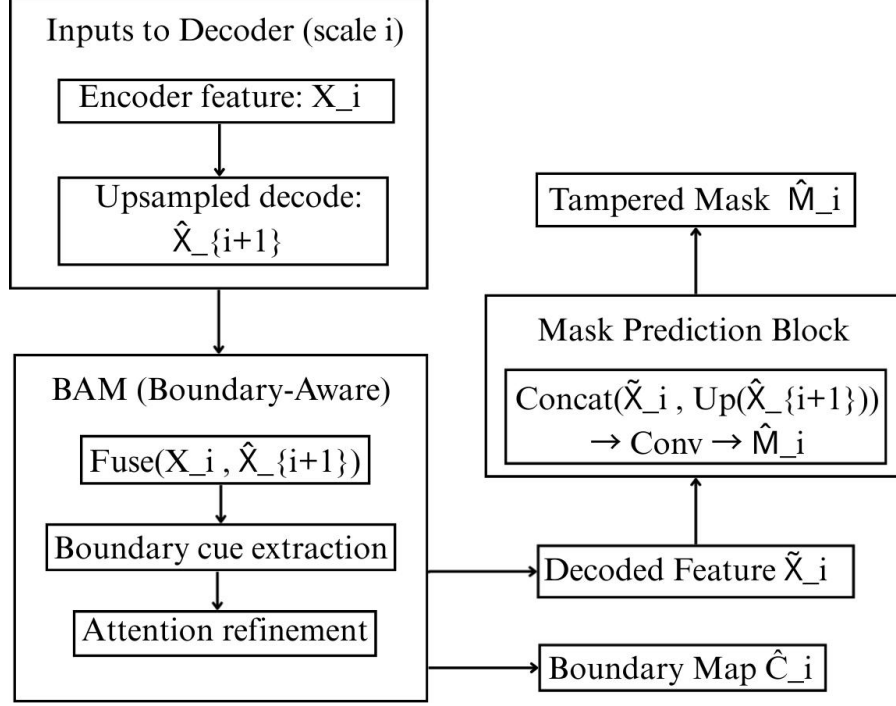 Inputs to Decoder (scale i)
Encoder feature: X_i
Upsampled decode:
X̂_{i+1}
BAM (Boundary-Aware)
Fuse(X_i , X̂_{i+1})
Boundary cue extraction
Attention refinement
Tampered Mask M̂_i
Mask Prediction Block
Concat(X̃_i , Up(X̂_{i+1}))
→ Conv → M̂_i
Decoded Feature X̃_i
Boundary Map Ĉ_i